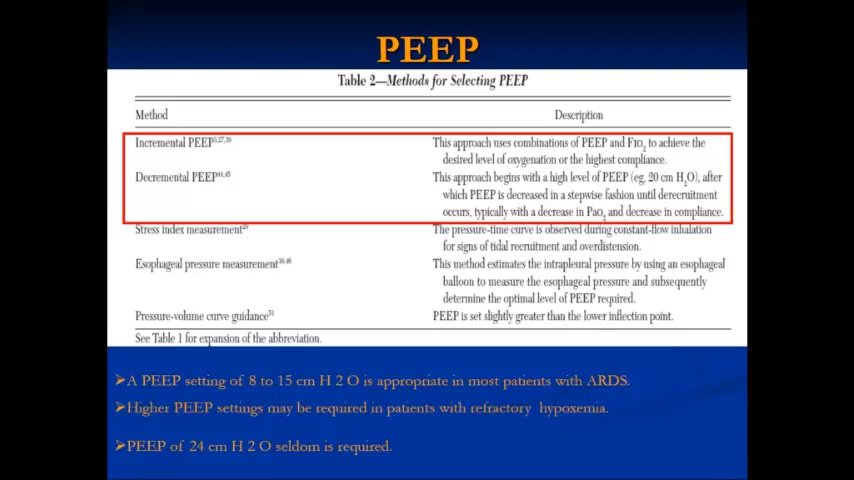 PEEP
Table 2—Methods for Selecting PEEP
Method Description
Incremental PEEP This approach uses combinations of PEEP and FIO2 to achieve the
desired level of oxygenation or the highest compliance.
Decremental PEEP44,45 This approach begins with a high level of PEEP (eg, 20 cm H2O), after
which PEEP is decreased in a stepwise fashion until derecruitment
occurs, typically with a decrease in PaO2 and decrease in compliance.
Stress index measurement The pressure-time curve is observed during constant-flow inhalation
for signs of tidal recruitment and overdistension.
Esophageal pressure measurement This method estimates the intrapleural pressure by using an esophageal
balloon to measure the esophageal pressure and subsequently
determine the optimal level of PEEP required.
Pressure-volume curve guidance51 PEEP is set slightly greater than the lower inflection point.
See Table 1 for expansion of the abbreviation.
➢A PEEP setting of 8 to 15 cm H 2 O is appropriate in most patients with ARDS.
➢Higher PEEP settings may be required in patients with refractory hypoxemia.
➢PEEP of 24 cm H 2 O seldom is required.